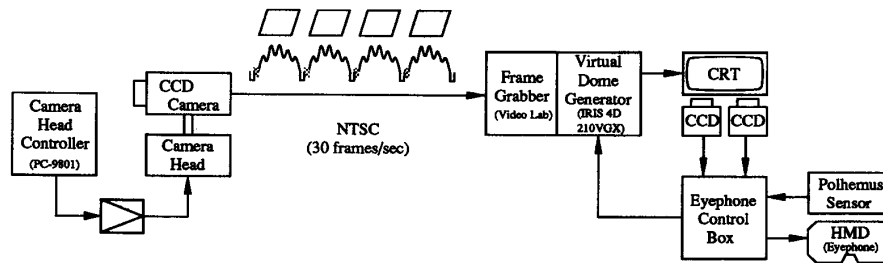 Camera
Head
Controller
(PC-9801)
CCD
Camera
Camera
Head
NTSC
(30 frames/sec)
Frame
Grabber
(Video Lab)
Virtual
Dome
Generator
(IRIS 4D
210VGX)
CRT
CCD
CCD
Eyephone
Control
Box
Polhemus
Sensor
HMD
(Eyephone)